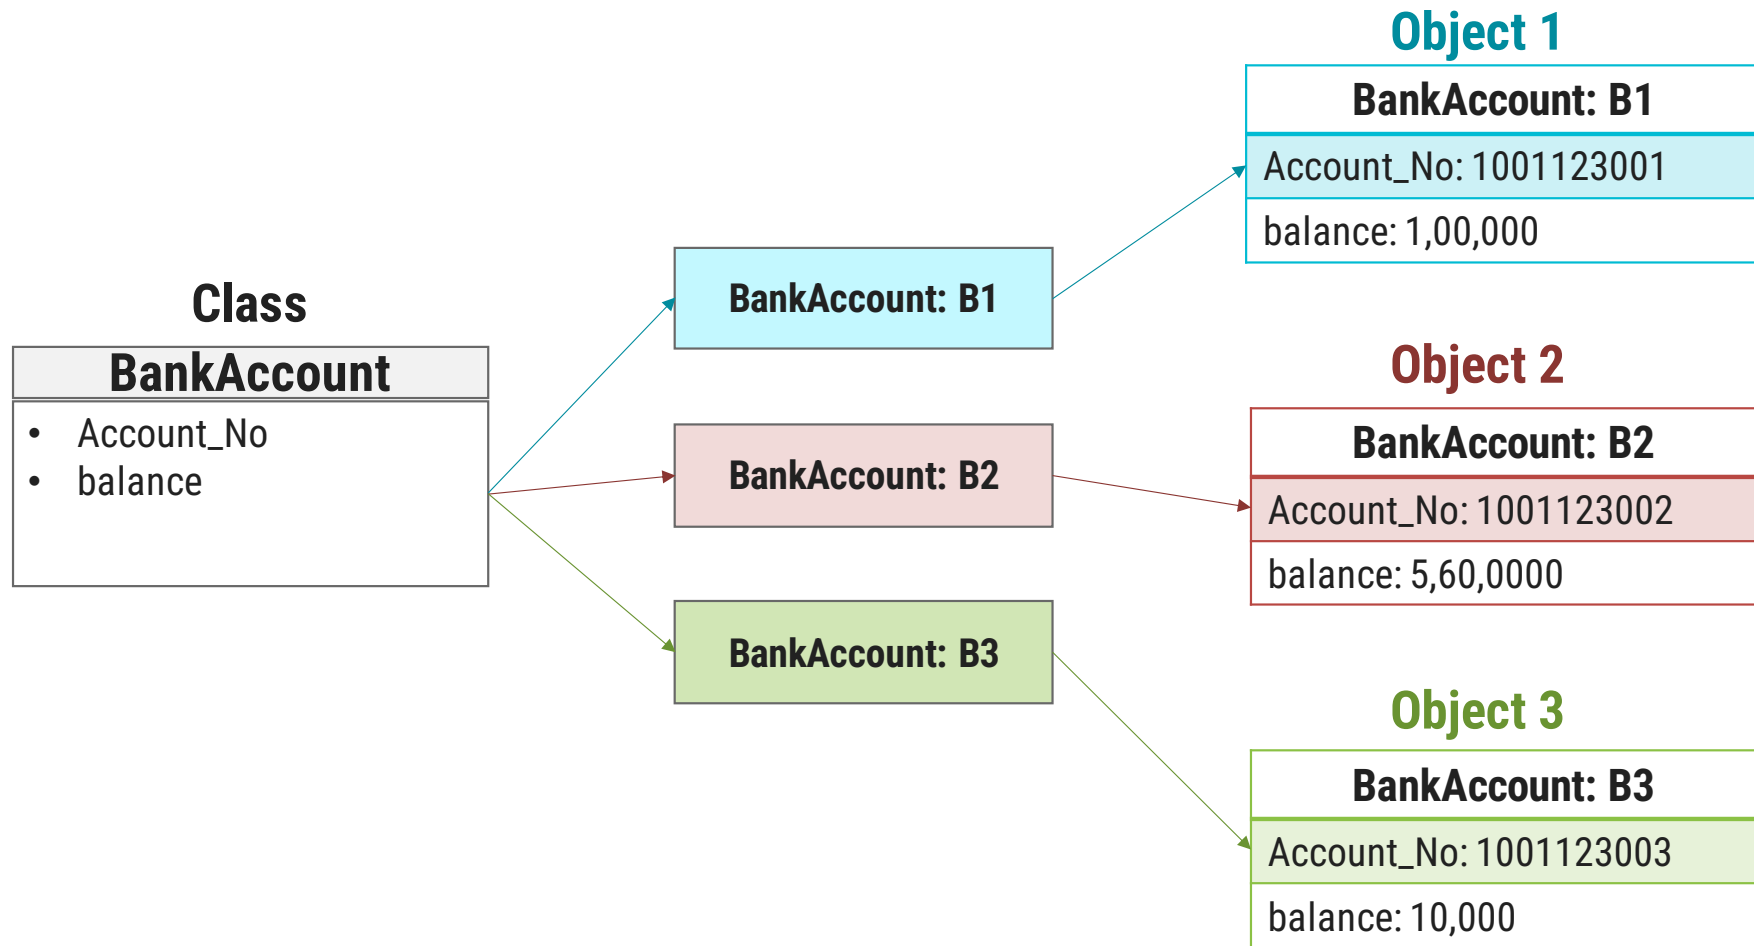 Class
BankAccount
• Account_No
• balance
BankAccount: B1
BankAccount: B2
BankAccount: B3
Object 1
BankAccount: B1
Account_No: 1001123001
balance: 1,00,000
Object 2
BankAccount: B2
Account_No: 1001123002
balance: 5,60,0000
Object 3
BankAccount: B3
Account_No: 1001123003
balance: 10,000